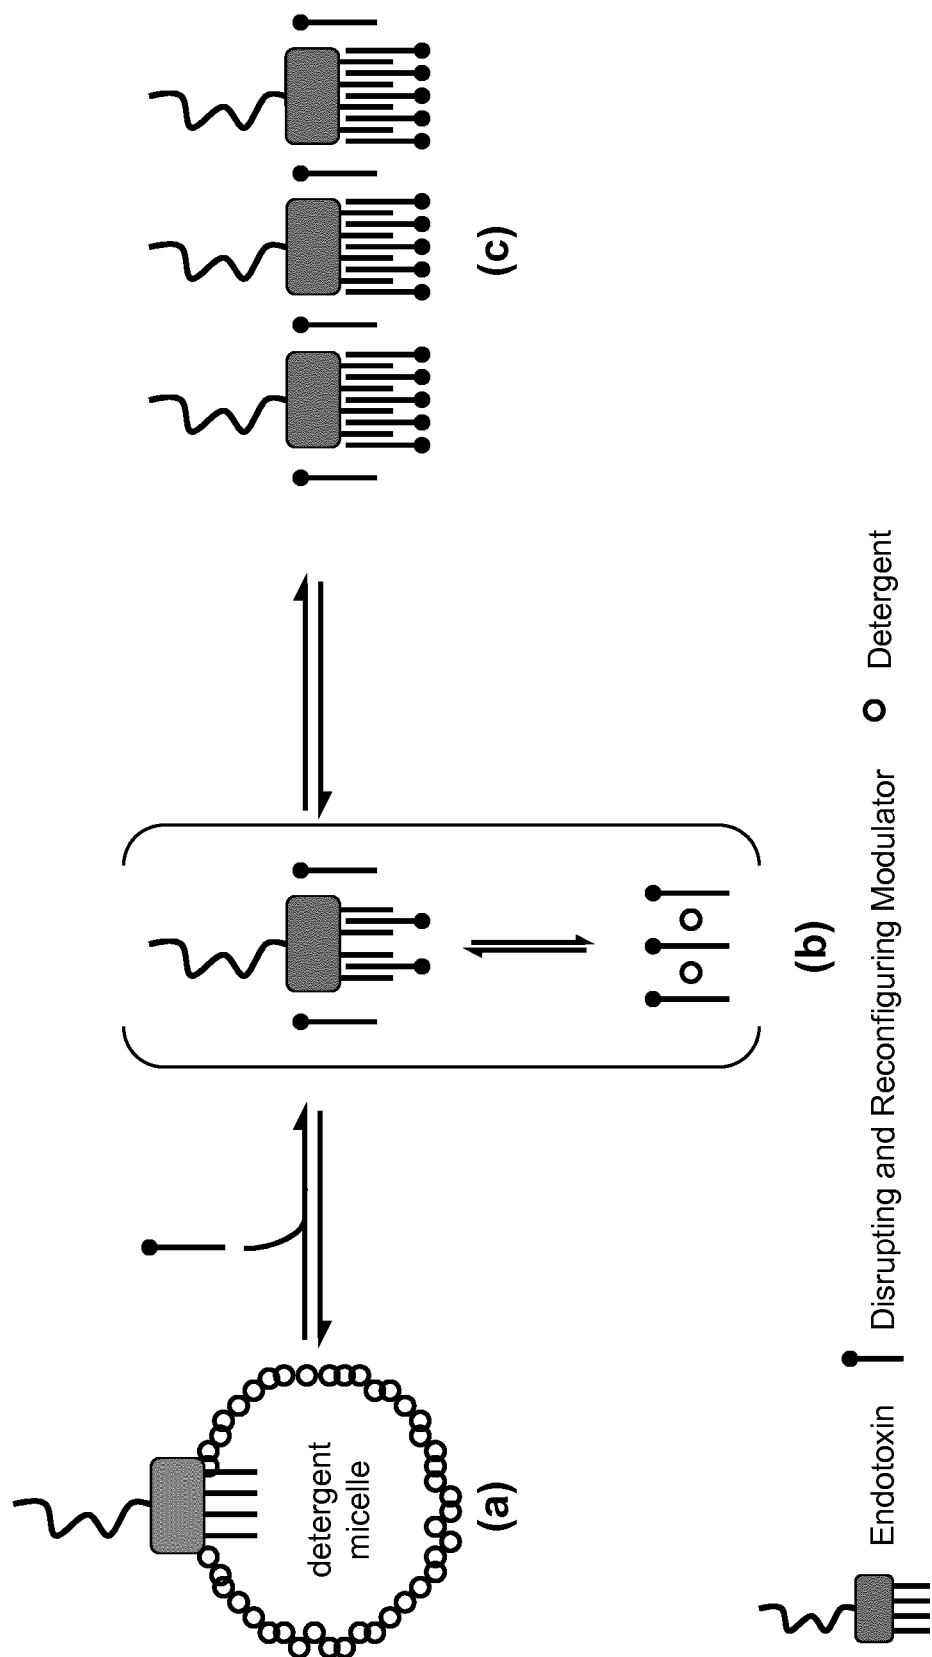 detergent
micelle
(a)
(b)
(c)
Endotoxin
Disrupting and Reconfiguring Modulator
Detergent